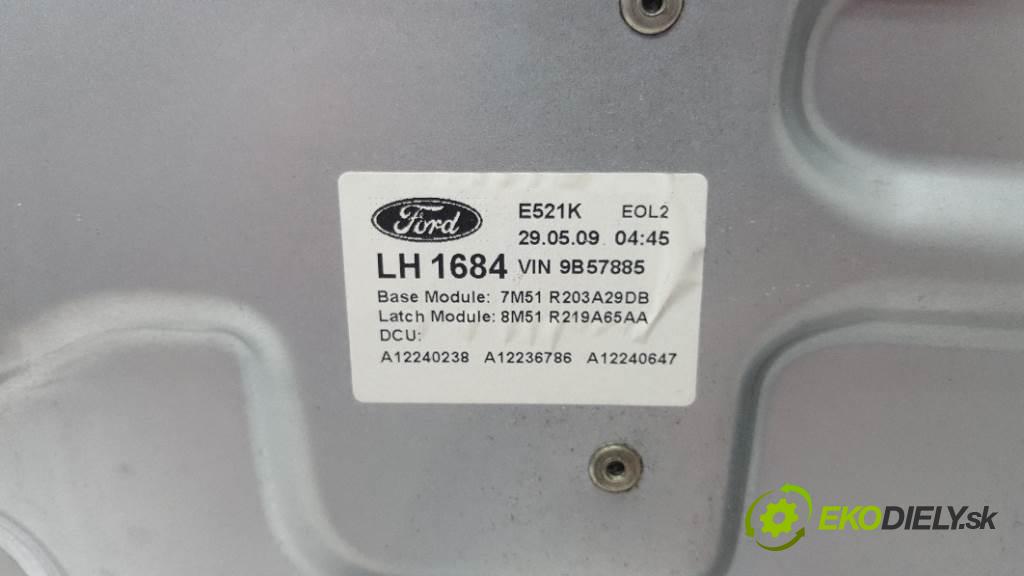 Ford
E521K EOL2
29.05.09 04:45
LH 1684 VIN 9B57885
Base Module: 7M51 R203A29DB
Latch Module: 8M51 R219A65AA
DCU:
A12240238 A12236786 A12240647
EKODIELY.sk